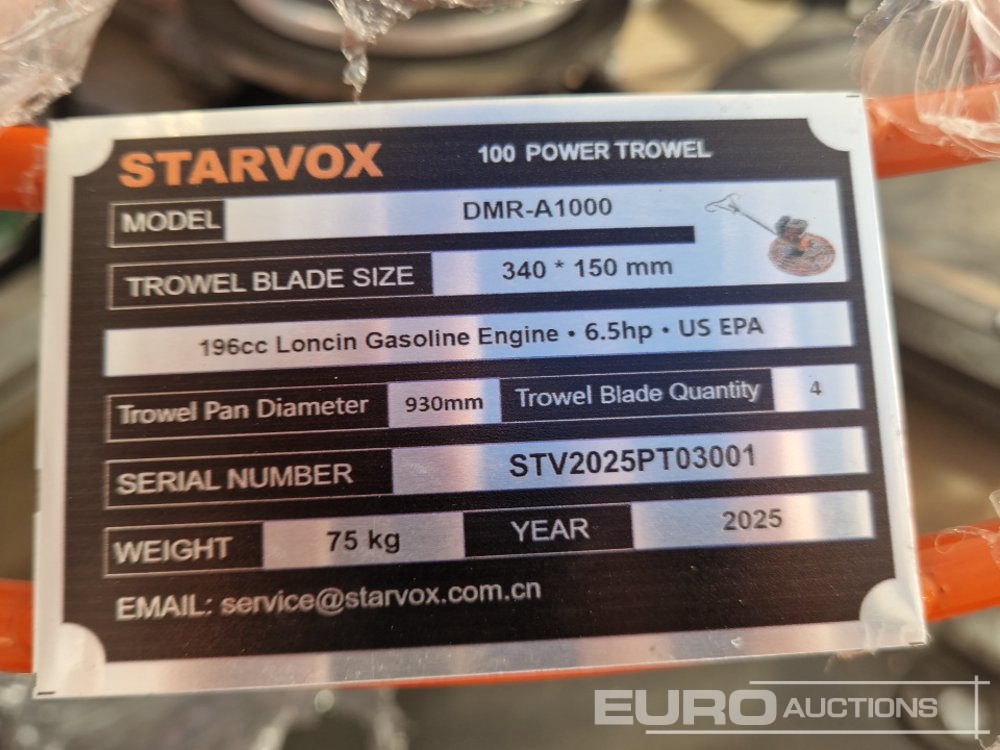 STARVOX 100 POWER TROWEL
MODEL DMR-A1000
TROWEL BLADE SIZE 340 * 150 mm
196cc Loncin Gasoline Engine • 6.5hp • US EPA
Trowel Pan Diameter 930mm Trowel Blade Quantity 4
SERIAL NUMBER STV2025PT03001
WEIGHT 75 kg YEAR 2025
EMAIL: service@starvox.com.cn
EURO AUCTIONS